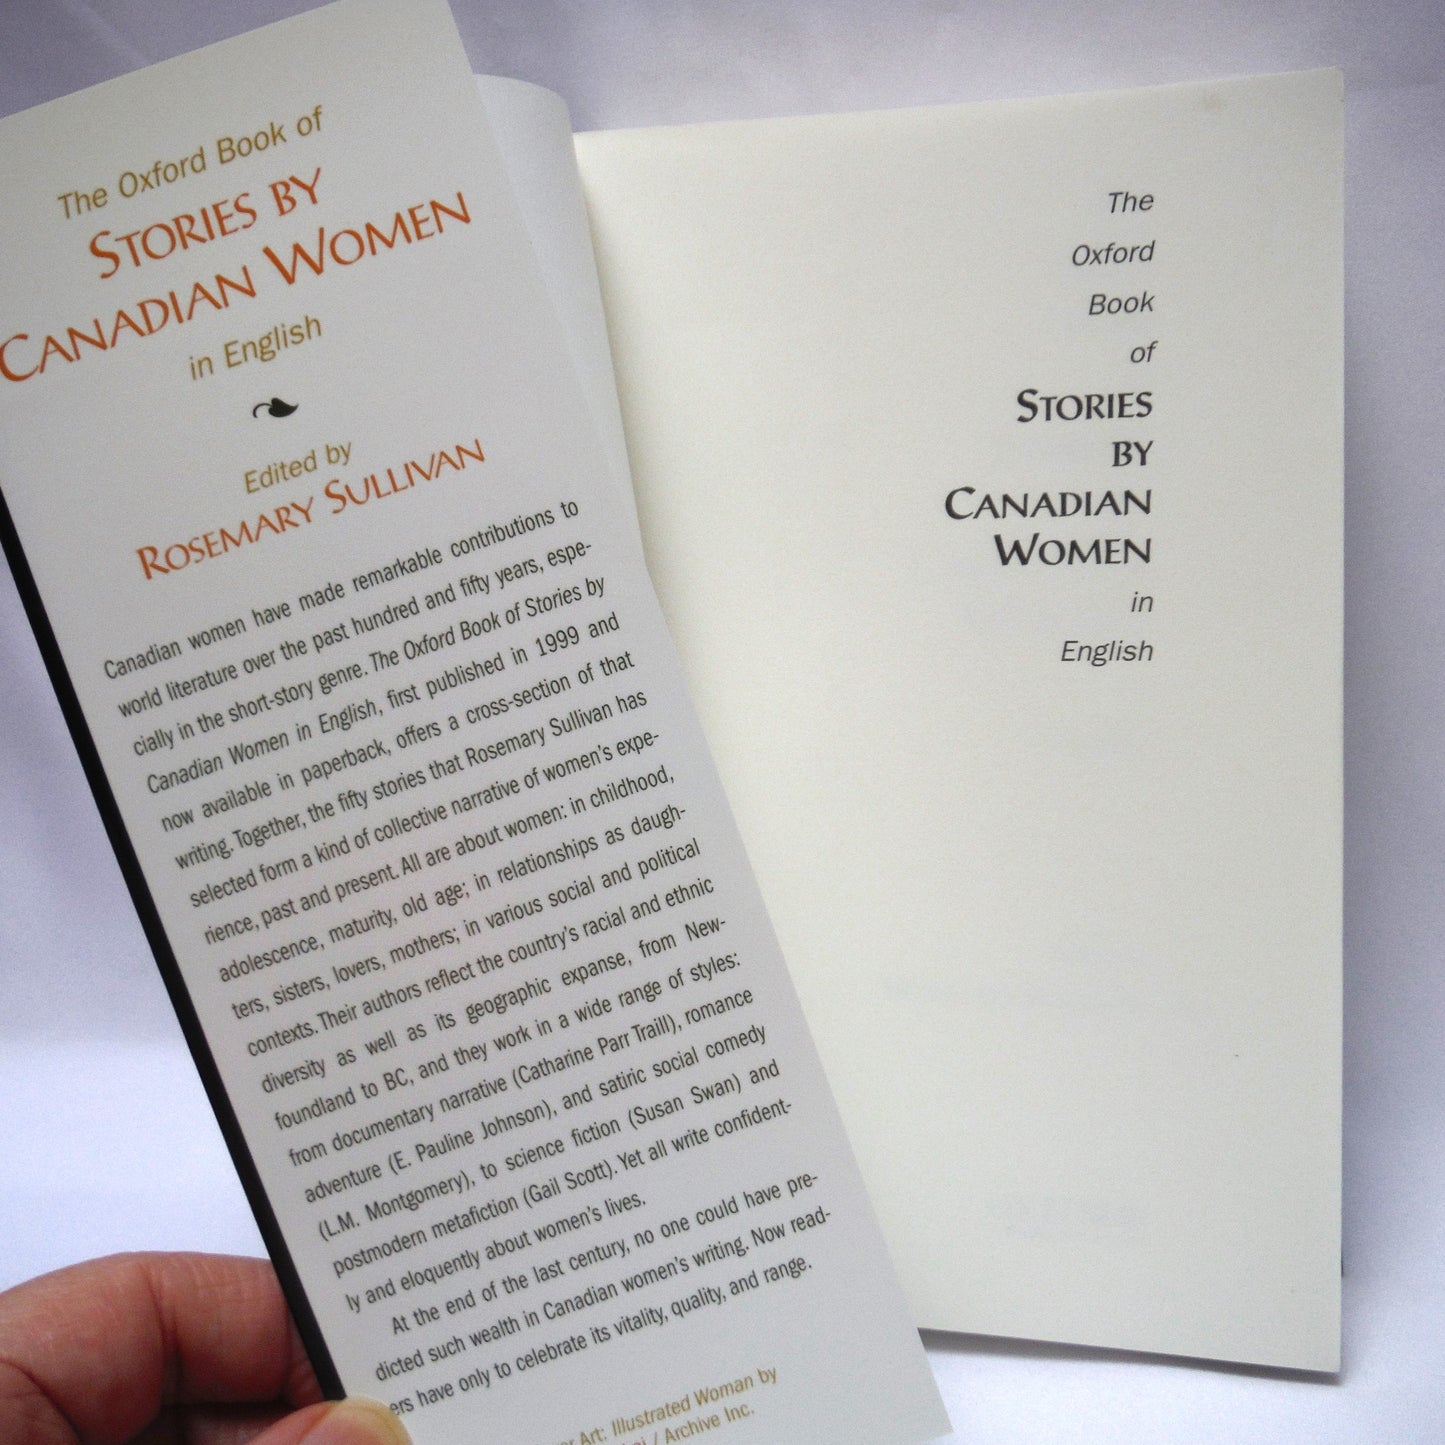 The Oxford Book of
STORIES BY
CANADIAN WOMEN
in English
Edited by
ROSEMARY SULLIVAN
Canadian women have made remarkable contributions to
world literature over the past hundred and fifty years, espe-
cially in the short-story genre. The Oxford Book of Stories by
Canadian Women in English, first published in 1999 and
now available in paperback, offers a cross-section of that
writing. Together, the fifty stories that Rosemary Sullivan has
selected form a kind of collective narrative of women's expe-
rience, past and present. All are about women: in childhood,
adolescence, maturity, old age; in relationships as daugh-
ters, sisters, lovers, mothers; in various social and political
contexts. Their authors reflect the country's racial and ethnic
diversity as well as its geographic expanse, from New-
foundland to BC, and they work in a wide range of styles:
from documentary narrative (Catharine Parr Traill), romance
adventure (E. Pauline Johnson), and satiric social comedy
(L.M. Montgomery), to science fiction (Susan Swan) and
postmodern metafiction (Gail Scott). Yet all write confident-
ly and eloquently about women's lives.
At the end of the last century, no one could have pre-
dicted such wealth in Canadian women's writing. Now read-
ers have only to celebrate its vitality, quality, and range.
Art: Illustrated Woman by
/ Archive Inc.
The
Oxford
Book
of
STORIES
BY
CANADIAN
WOMEN
in
English